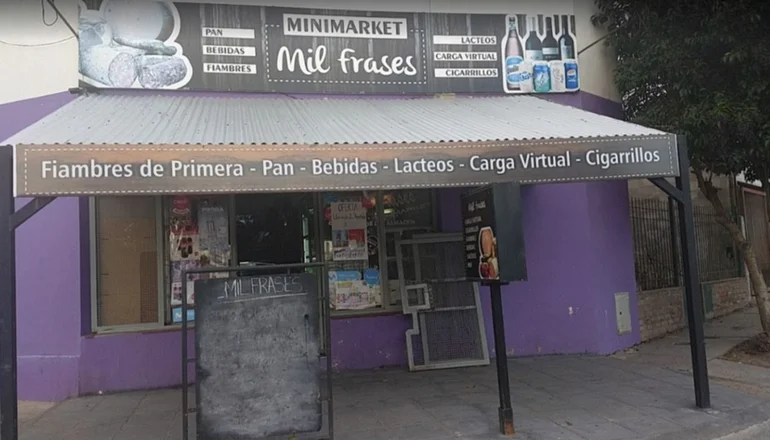 MINIMARKET
Mil frases
PAN
BEBIDAS
FIAMBRES
LACTEOS
CARGA VIRTUAL
CIGARRILLOS
Fiambres de Primera - Pan - Bebidas - Lacteos - Carga Virtual - Cigarrillos
MIL FRASES
OFERTA